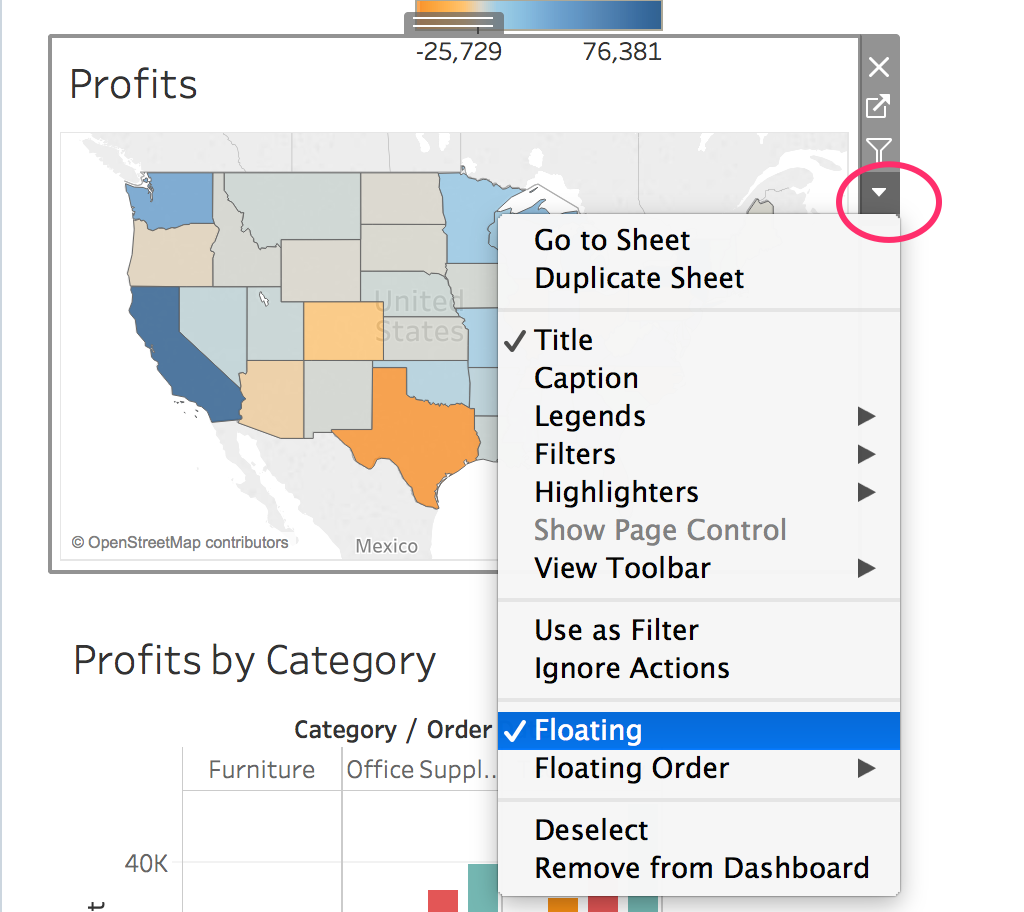 -25,729 76,381
Profits
United
States
© OpenStreetMap contributors
Mexico
Go to Sheet
Duplicate Sheet
Title
Caption
Legends
Filters
Highlighters
Show Page Control
View Toolbar
Use as Filter
Ignore Actions
Floating
Floating Order
Deselect
Remove from Dashboard
Profits by Category
Category / Order
Furniture Office Suppl..
40K